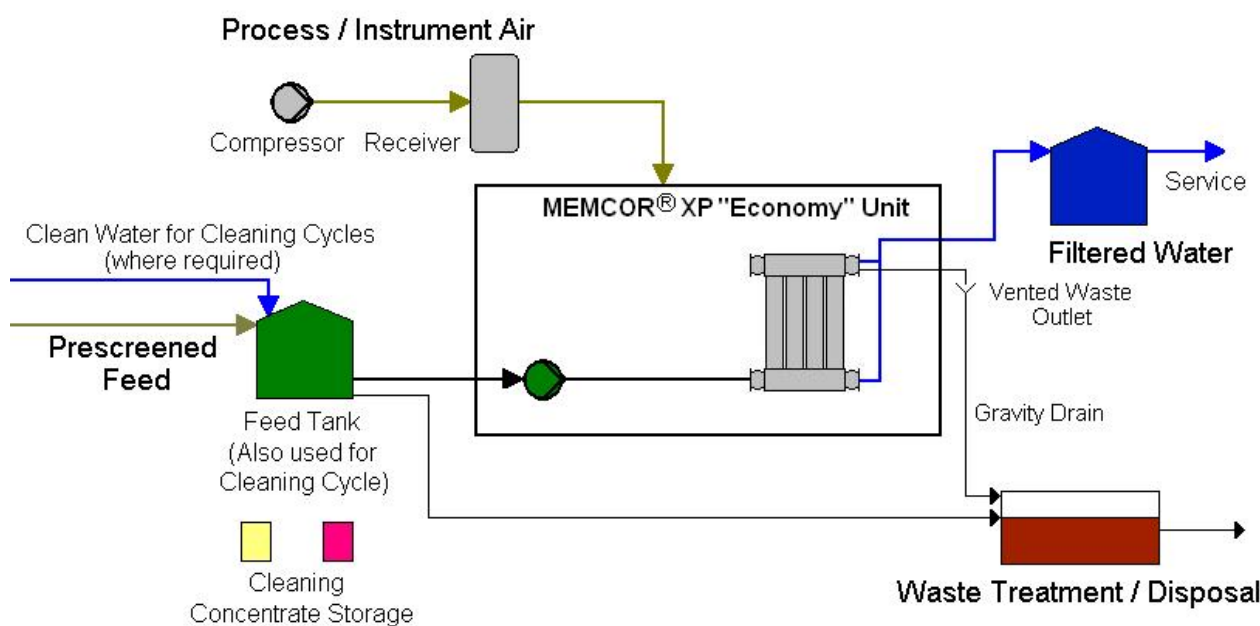 Process / Instrument Air
Compressor
Receiver
MEMCOR® XP "Economy" Unit
Service
Filtered Water
Clean Water for Cleaning Cycles
(where required)
Vented Waste
Outlet
Prescreened
Feed
Feed Tank
(Also used for
Cleaning Cycle)
Gravity Drain
Cleaning
Concentrate Storage
Waste Treatment / Disposal